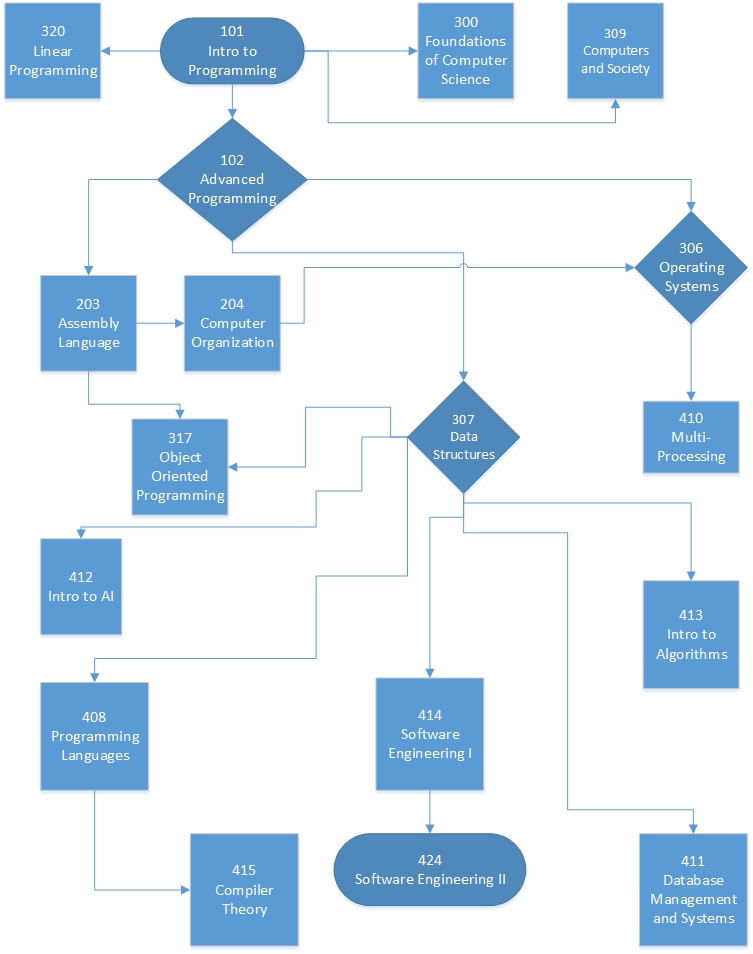 320
Linear
Programming
101
Intro to
Programming
300
Foundations
of Computer
Science
309
Computers
and Society
102
Advanced
Programming
306
Operating
Systems
203
Assembly
Language
204
Computer
Organization
307
Data
Structures
410
Multi-
Processing
317
Object
Oriented
Programming
412
Intro to AI
413
Intro to
Algorithms
408
Programming
Languages
414
Software
Engineering I
415
Compiler
Theory
424
Software Engineering II
411
Database
Management
and Systems